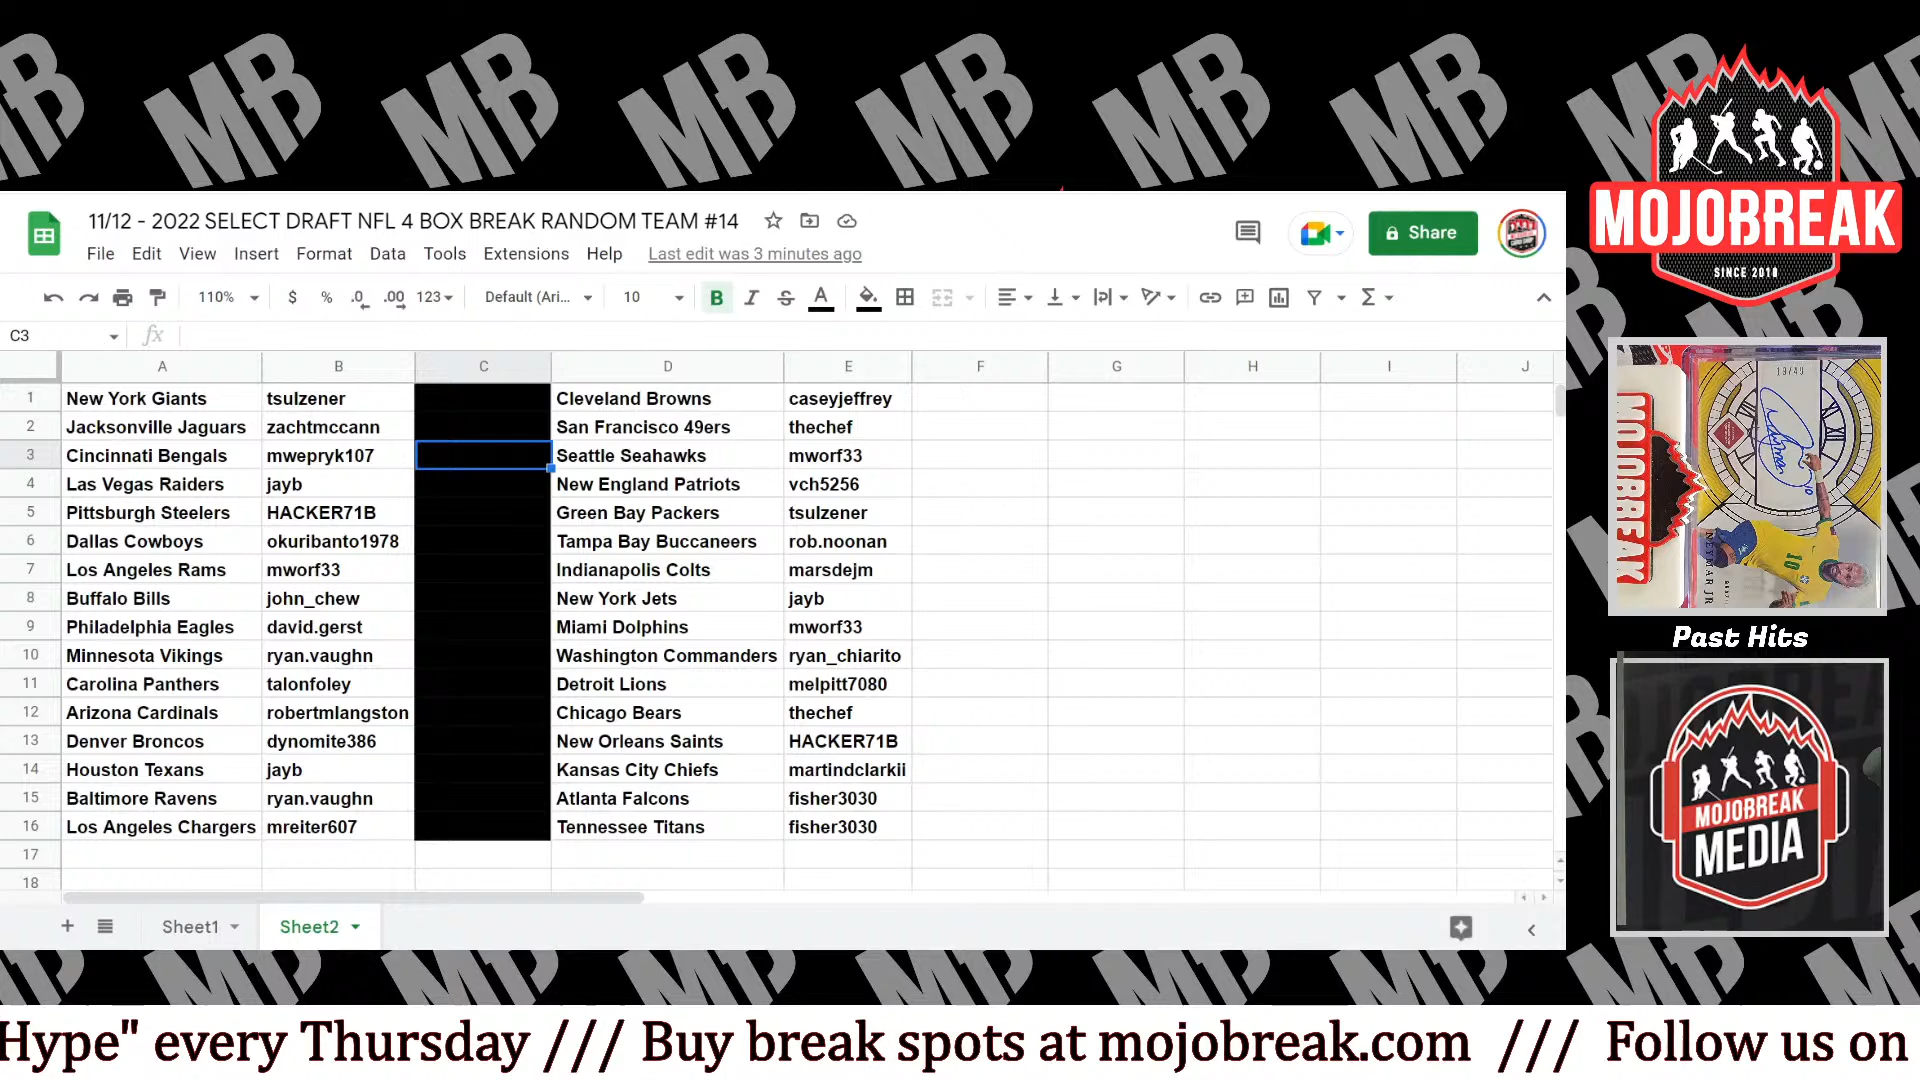 MOJOBREAK
SINCE 2010
11/12 - 2022 SELECT DRAFT NFL 4 BOX BREAK RANDOM TEAM #14
Share
File Edit View Insert Format Data Tools Extensions Help Last edit was 3 minutes ago
110% $ % .0 .00 123 Default (Ari... 10 B I S A Σ
C3 fx
A B C D E F G H I J
1 New York Giants tsulzener Cleveland Browns caseyjeffrey
2 Jacksonville Jaguars zachtmccann San Francisco 49ers thechef
3 Cincinnati Bengals mwepryk107 Seattle Seahawks mworf33
4 Las Vegas Raiders jayb New England Patriots vch5256
5 Pittsburgh Steelers HACKER71B Green Bay Packers tsulzener
6 Dallas Cowboys okuribanto1978 Tampa Bay Buccaneers rob.noonan
7 Los Angeles Rams mworf33 Indianapolis Colts marsdejm
8 Buffalo Bills john_chew New York Jets jayb
9 Philadelphia Eagles david.gerst Miami Dolphins mworf33
10 Minnesota Vikings ryan.vaughn Washington Commanders ryan_chiarito
11 Carolina Panthers talonfoley Detroit Lions melpitt7080
12 Arizona Cardinals robertmlangston Chicago Bears thechef
13 Denver Broncos dynomite386 New Orleans Saints HACKER71B
14 Houston Texans jayb Kansas City Chiefs martindclarkii
15 Baltimore Ravens ryan.vaughn Atlanta Falcons fisher3030
16 Los Angeles Chargers mreiter607 Tennessee Titans fisher3030
17
18
Sheet1 Sheet2
MOJOBREAK
19/49
NEYMAR JR
Past Hits
MOJOBREAK
MEDIA
Hype" every Thursday /// Buy break spots at mojobreak.com /// Follow us on